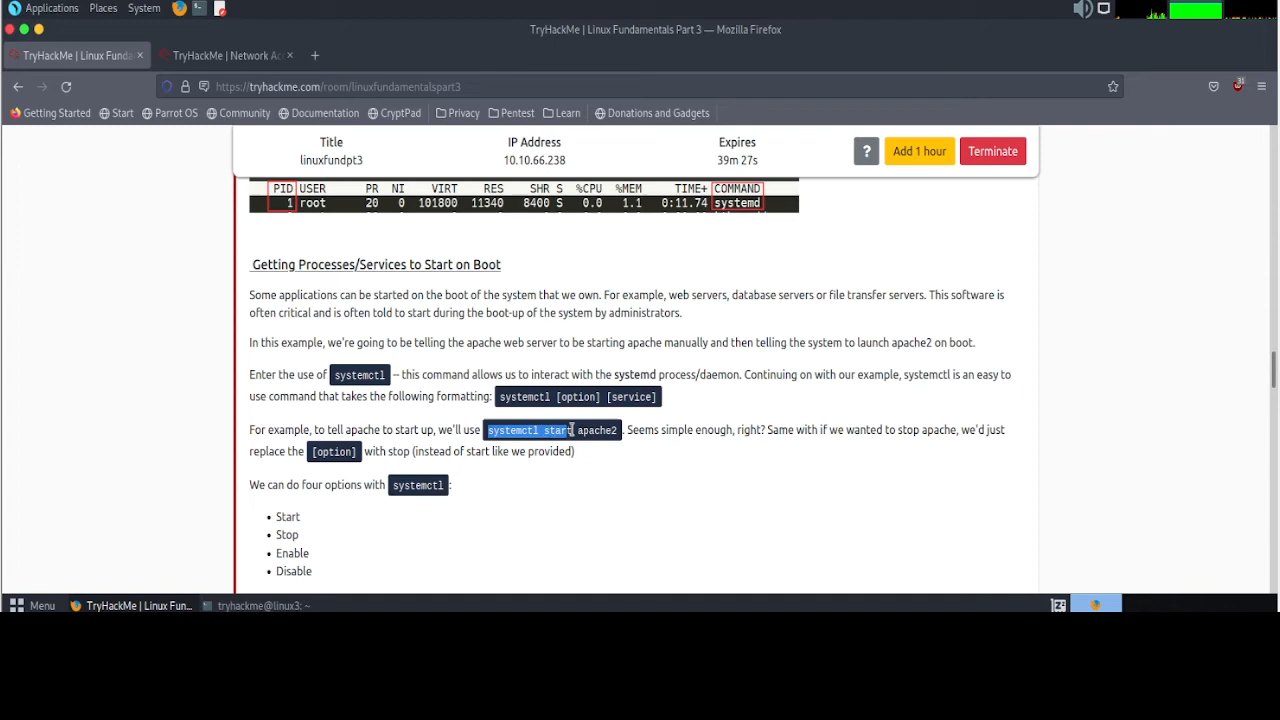 Applications Places System
TryHackMe | Linux Fundamentals Part 3 — Mozilla Firefox
TryHackMe | Linux Funda × TryHackMe | Network Ac × +
https://tryhackme.com/room/linuxfundamentalspart3 31
Getting Started Start Parrot OS Community Documentation CryptPad Privacy Pentest Learn Donations and Gadgets
Title IP Address Expires
linuxfundpt3 10.10.66.238 39m 27s
? Add 1 hour Terminate
PID USER PR NI VIRT RES SHR S %CPU %MEM TIME+ COMMAND
1 root 20 0 101800 11340 8400 S 0.0 1.1 0:11.74 systemd
Getting Processes/Services to Start on Boot
Some applications can be started on the boot of the system that we own. For example, web servers, database servers or file transfer servers. This software is
often critical and is often told to start during the boot-up of the system by administrators.
In this example, we're going to be telling the apache web server to be starting apache manually and then telling the system to launch apache2 on boot.
Enter the use of systemctl -- this command allows us to interact with the systemd process/daemon. Continuing on with our example, systemctl is an easy to
use command that takes the following formatting: systemctl [option] [service]
For example, to tell apache to start up, we'll use systemctl start apache2. Seems simple enough, right? Same with if we wanted to stop apache, we'd just
replace the [option] with stop (instead of start like we provided)
We can do four options with systemctl:
• Start
• Stop
• Enable
• Disable
Menu TryHackMe | Linux Fun... tryhackme@linux3: ~